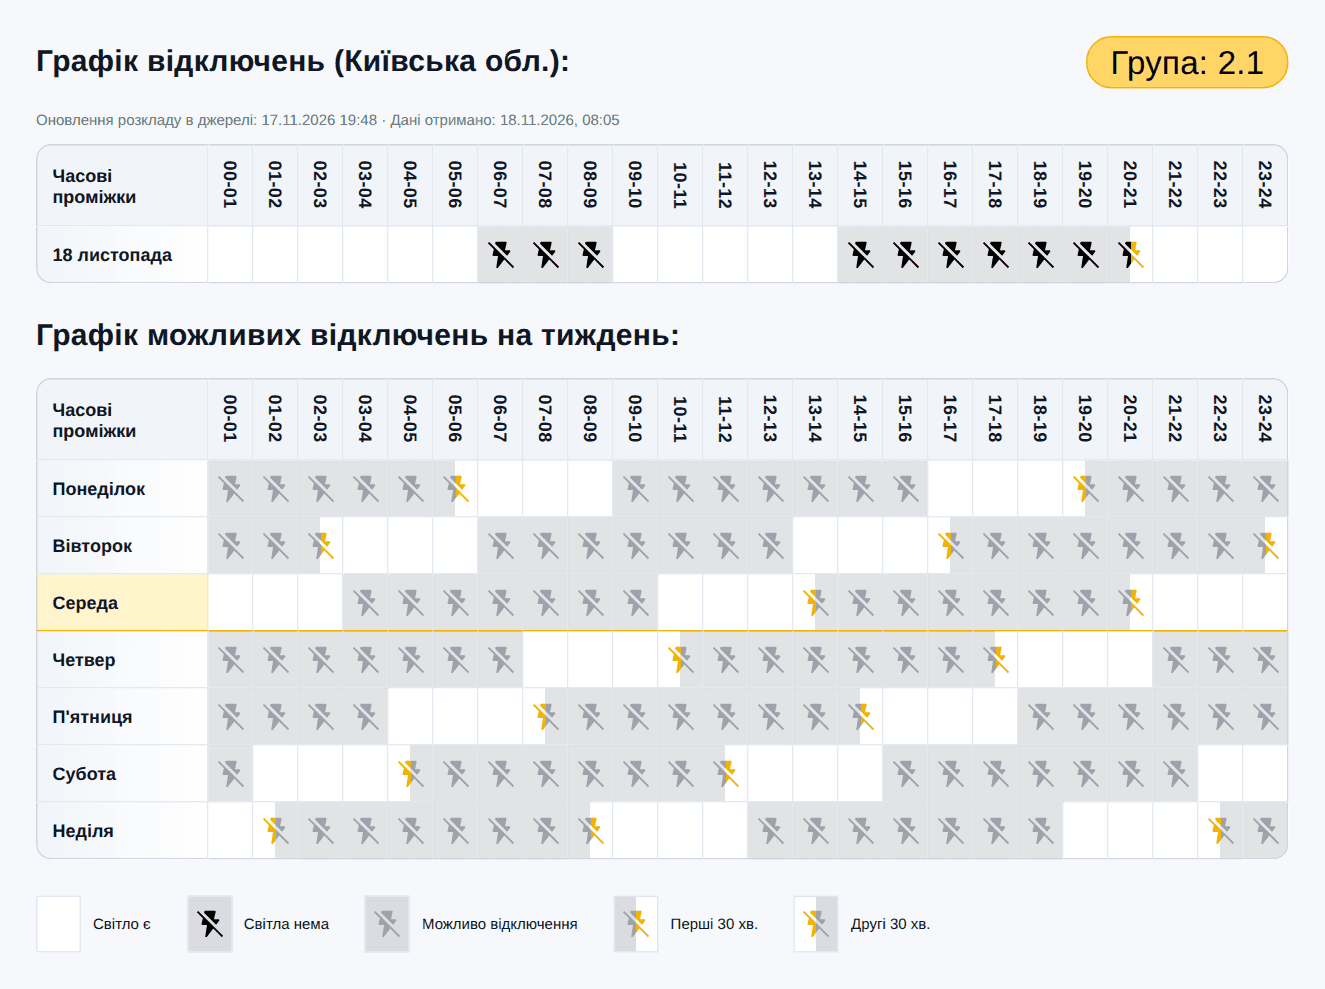 Графік відключень (Київська обл.):
Група: 2.1
Оновлення розкладу в джерелі: 17.11.2026 19:48 · Дані отримано: 18.11.2026, 08:05
Часові проміжки 00-01 01-02 02-03 03-04 04-05 05-06 06-07 07-08 08-09 09-10 10-11 11-12 12-13 13-14 14-15 15-16 16-17 17-18 18-19 19-20 20-21 21-22 22-23 23-24
18 листопада
Графік можливих відключень на тиждень:
Часові проміжки 00-01 01-02 02-03 03-04 04-05 05-06 06-07 07-08 08-09 09-10 10-11 11-12 12-13 13-14 14-15 15-16 16-17 17-18 18-19 19-20 20-21 21-22 22-23 23-24
Понеділок
Вівторок
Середа
Четвер
П'ятниця
Субота
Неділя
Світло є Світла нема Можливо відключення Перші 30 хв. Другі 30 хв.